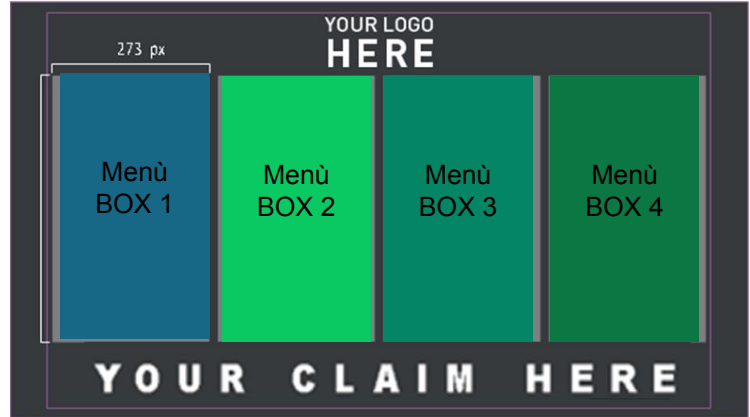 YOUR LOGO
HERE
273 px
Menù
BOX 1
Menù
BOX 2
Menù
BOX 3
Menù
BOX 4
YOUR CLAIM HERE